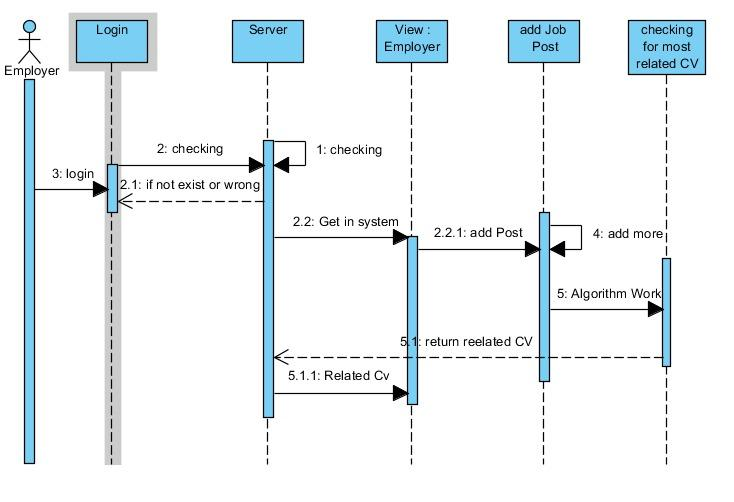 Employer
Login
Server
View :
Employer
add Job
Post
checking
for most
related CV
2: checking
1: checking
3: login
2.1: if not exist or wrong
2.2: Get in system
2.2.1: add Post
4: add more
5: Algorithm Work
5.1: return reelated CV
5.1.1: Related Cv